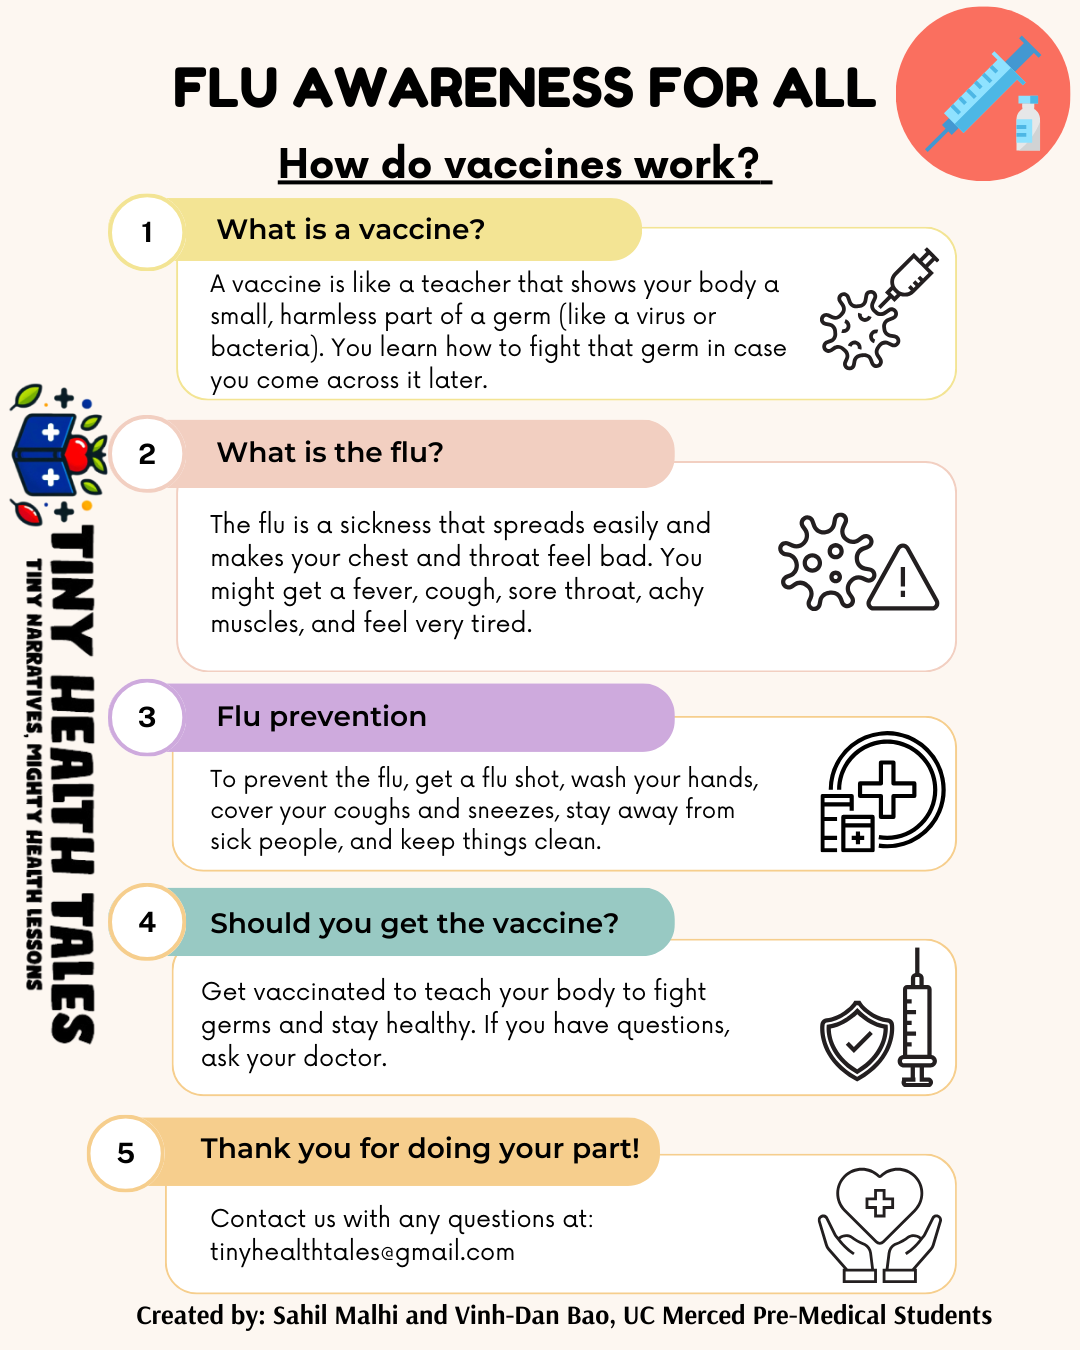 FLU AWARENESS FOR ALL
How do vaccines work?
1
What is a vaccine?
A vaccine is like a teacher that shows your body a
small, harmless part of a germ (like a virus or
bacteria). You learn how to fight that germ in case
you come across it later.
2
What is the flu?
The flu is a sickness that spreads easily and
makes your chest and throat feel bad. You
might get a fever, cough, sore throat, achy
muscles, and feel very tired.
3
Flu prevention
To prevent the flu, get a flu shot, wash your hands,
cover your coughs and sneezes, stay away from
sick people, and keep things clean.
4
Should you get the vaccine?
Get vaccinated to teach your body to fight
germs and stay healthy. If you have questions,
ask your doctor.
5
Thank you for doing your part!
Contact us with any questions at:
tinyhealthtales@gmail.com
Created by: Sahil Malhi and Vinh-Dan Bao, UC Merced Pre-Medical Students
TINY HEALTH TALES
TINY NARRATIVES, MIGHTY HEALTH LESSONS